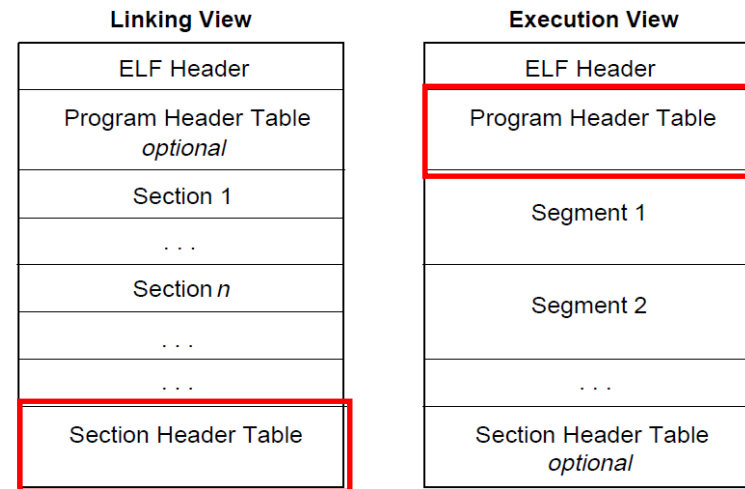 Linking View
ELF Header
Program Header Table
optional
Section 1
. . .
Section n
. . .
. . .
Section Header Table
Execution View
ELF Header
Program Header Table
Segment 1
Segment 2
. . .
Section Header Table
optional